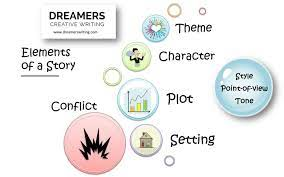 DREAMERS
CREATIVE WRITING
www.dreamerswriting.com
Elements
of a Story
Theme
Character
Conflict
Plot
Setting
Style
Point-of-view
Tone